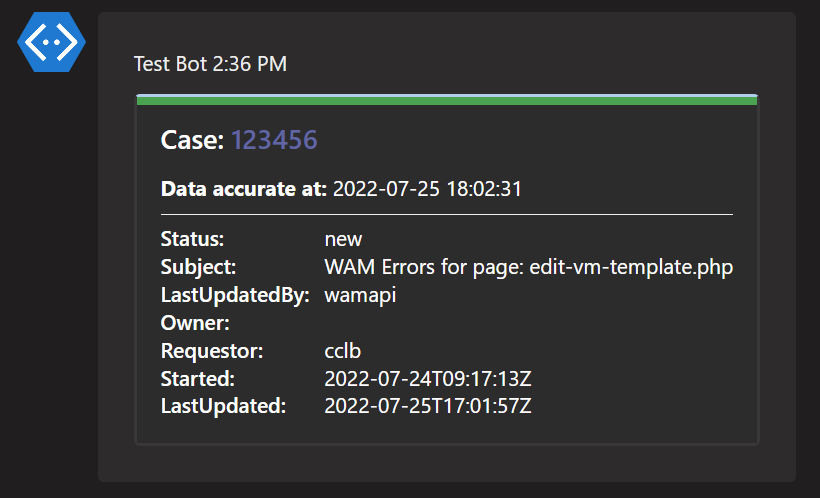 Test Bot 2:36 PM
Case: 123456
Data accurate at: 2022-07-25 18:02:31
Status: new
Subject: WAM Errors for page: edit-vm-template.php
LastUpdatedBy: wamapi
Owner:
Requestor: cclb
Started: 2022-07-24T09:17:13Z
LastUpdated: 2022-07-25T17:01:57Z